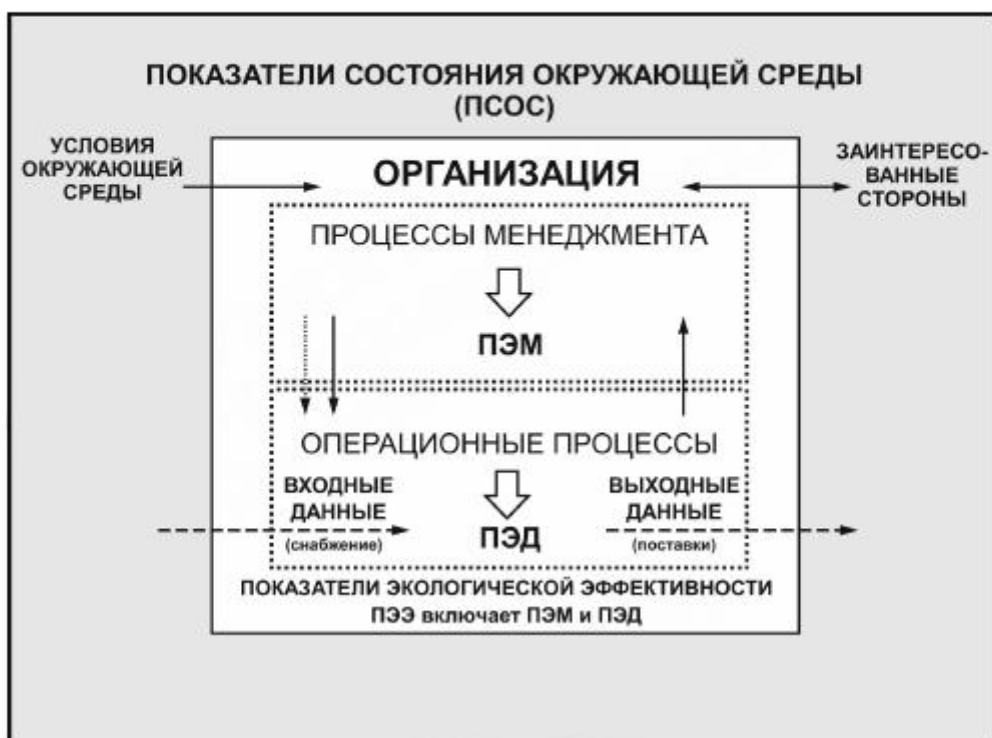 ПОКАЗАТЕЛИ СОСТОЯНИЯ ОКРУЖАЮЩЕЙ СРЕДЫ
(ПСОС)
УСЛОВИЯ
ОКРУЖАЮЩЕЙ
СРЕДЫ
ОРГАНИЗАЦИЯ
ЗАИНТЕРЕСО-
ВАННЫЕ
СТОРОНЫ
ПРОЦЕССЫ МЕНЕДЖМЕНТА
ПЭМ
ОПЕРАЦИОННЫЕ ПРОЦЕССЫ
ВХОДНЫЕ
ДАННЫЕ
(снабжение)
ПЭД
ВЫХОДНЫЕ
ДАННЫЕ
(поставки)
ПОКАЗАТЕЛИ ЭКОЛОГИЧЕСКОЙ ЭФФЕКТИВНОСТИ
ПЭЭ включает ПЭМ и ПЭД